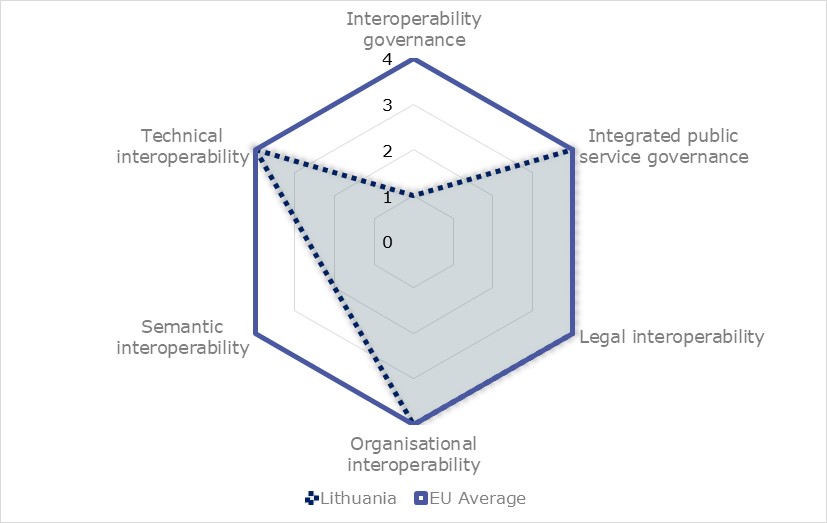 Interoperability
governance
4
3
2
1
0
Technical
interoperability
Integrated public
service governance
Semantic
interoperability
Legal interoperability
Organisational
interoperability
Lithuania
EU Average